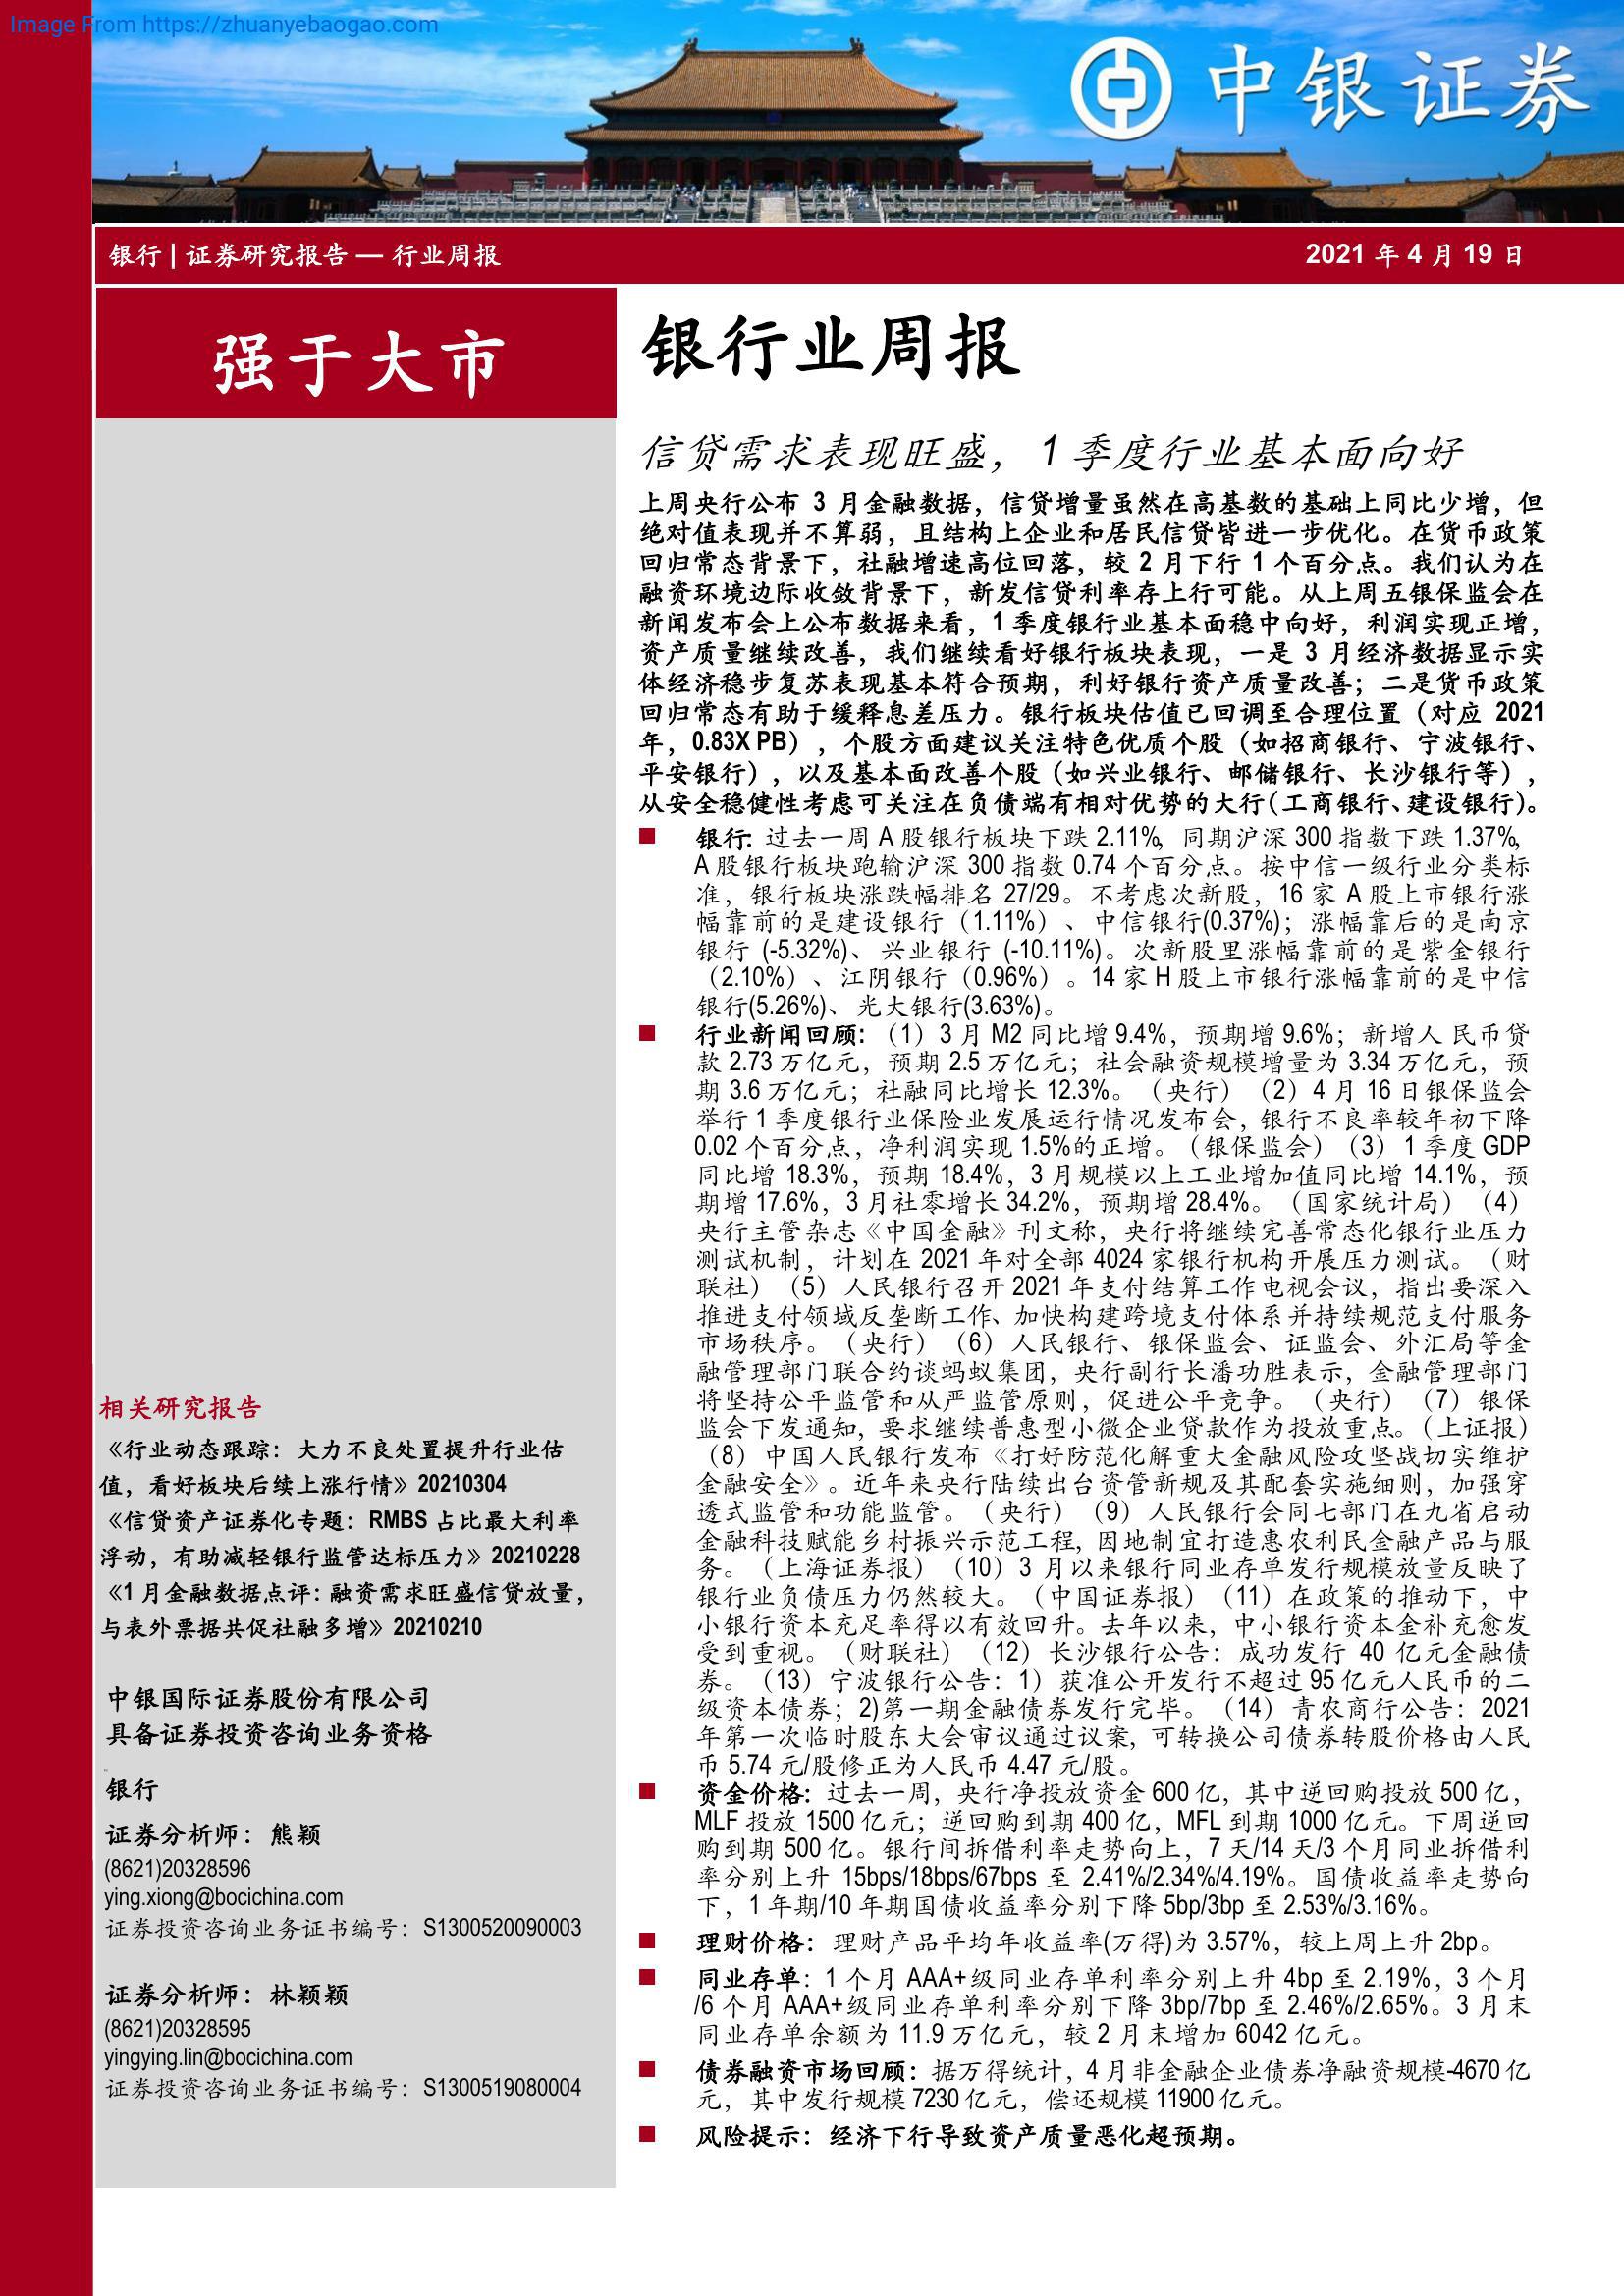 Image From https://zhuanyebaogao.com
中银证券
银行 | 证券研究报告 — 行业周报
2021 年 4 月 19 日
强于大市
相关研究报告
《行业动态跟踪：大力不良处置提升行业估
值，看好板块后续上涨行情》20210304
《信贷资产证券化专题：RMBS 占比最大利率
浮动，有助减轻银行监管达标压力》20210228
《1 月金融数据点评：融资需求旺盛信贷放量，
与表外票据共促社融多增》20210210
中银国际证券股份有限公司
具备证券投资咨询业务资格
银行
证券分析师：熊颖
(8621)20328596
ying.xiong@bocichina.com
证券投资咨询业务证书编号：S1300520090003
证券分析师：林颖颖
(8621)20328595
yingying.lin@bocichina.com
证券投资咨询业务证书编号：S1300519080004
银行业周报
信贷需求表现旺盛，1 季度行业基本面向好
上周央行公布 3 月金融数据，信贷增量虽然在高基数的基础上同比少增，但
绝对值表现并不算弱，且结构上企业和居民信贷皆进一步优化。在货币政策
回归常态背景下，社融增速高位回落，较 2 月下行 1 个百分点。我们认为在
融资环境边际收敛背景下，新发信贷利率存上行可能。从上周五银保监会在
新闻发布会上公布数据来看，1 季度银行业基本面稳中向好，利润实现正增，
资产质量继续改善，我们继续看好银行板块表现，一是 3 月经济数据显示实
体经济稳步复苏表现基本符合预期，利好银行资产质量改善；二是货币政策
回归常态有助于缓释息差压力。银行板块估值已回调至合理位置（对应 2021
年，0.83X PB），个股方面建议关注特色优质个股（如招商银行、宁波银行、
平安银行），以及基本面改善个股（如兴业银行、邮储银行、长沙银行等），
从安全稳健性考虑可关注在负债端有相对优势的大行(工商银行、建设银行)。
银行: 过去一周 A 股银行板块下跌 2.11%，同期沪深 300 指数下跌 1.37%，
A 股银行板块跑输沪深 300 指数 0.74 个百分点。按中信一级行业分类标
准，银行板块涨跌幅排名 27/29。不考虑次新股，16 家 A 股上市银行涨
幅靠前的是建设银行（1.11%）、中信银行(0.37%)；涨幅靠后的是南京
银行 (-5.32%)、兴业银行 (-10.11%)。次新股里涨幅靠前的是紫金银行
（2.10%）、江阴银行（0.96%）。14 家 H 股上市银行涨幅靠前的是中信
银行(5.26%)、光大银行(3.63%)。
行业新闻回顾:（1）3 月 M2 同比增 9.4%，预期增 9.6%；新增人民币贷
款 2.73 万亿元，预期 2.5 万亿元；社会融资规模增量为 3.34 万亿元，预
期 3.6 万亿元；社融同比增长 12.3%。（央行）（2）4 月 16 日银保监会
举行 1 季度银行业保险业发展运行情况发布会，银行不良率较年初下降
0.02 个百分点，净利润实现 1.5%的正增。（银保监会）（3）1 季度 GDP
同比增 18.3%，预期 18.4%，3 月规模以上工业增加值同比增 14.1%，预
期增 17.6%，3 月社零增长 34.2%，预期增 28.4%。（国家统计局）（4）
央行主管杂志《中国金融》刊文称，央行将继续完善常态化银行业压力
测试机制，计划在 2021 年对全部 4024 家银行机构开展压力测试。（财
联社）（5）人民银行召开 2021 年支付结算工作电视会议，指出要深入
推进支付领域反垄断工作、加快构建跨境支付体系并持续规范支付服务
市场秩序。（央行）（6）人民银行、银保监会、证监会、外汇局等金
融管理部门联合约谈蚂蚁集团，央行副行长潘功胜表示，金融管理部门
将坚持公平监管和从严监管原则，促进公平竞争。（央行）（7）银保
监会下发通知，要求继续普惠型小微企业贷款作为投放重点。（上证报）
（8）中国人民银行发布《打好防范化解重大金融风险攻坚战切实维护
金融安全》。近年来央行陆续出台资管新规及其配套实施细则，加强穿
透式监管和功能监管。（央行）（9）人民银行会同七部门在九省启动
金融科技赋能乡村振兴示范工程，因地制宜打造惠农利民金融产品与服
务。（上海证券报）（10）3 月以来银行同业存单发行规模放量反映了
银行业负债压力仍然较大。（中国证券报）（11）在政策的推动下，中
小银行资本充足率得以有效回升。去年以来，中小银行资本金补充愈发
受到重视。（财联社）（12）长沙银行公告：成功发行 40 亿元金融债
券。（13）宁波银行公告：1）获准公开发行不超过 95 亿元人民币的二
级资本债券；2)第一期金融债券发行完毕。（14）青农商行公告：2021
年第一次临时股东大会审议通过议案，可转换公司债券转股价格由人民
币 5.74 元/股修正为人民币 4.47 元/股。
资金价格: 过去一周，央行净投放资金 600 亿，其中逆回购投放 500 亿，
MLF 投放 1500 亿元；逆回购到期 400 亿，MFL 到期 1000 亿元。下周逆回
购到期 500 亿。银行间拆借利率走势向上，7 天/14 天/3 个月同业拆借利
率分别上升 15bps/18bps/67bps 至 2.41%/2.34%/4.19%。国债收益率走势向
下，1 年期/10 年期国债收益率分别下降 5bp/3bp 至 2.53%/3.16%。
理财价格：理财产品平均年收益率(万得)为 3.57%，较上周上升 2bp。
同业存单：1 个月 AAA+级同业存单利率分别上升 4bp 至 2.19%，3 个月
/6 个月 AAA+级同业存单利率分别下降 3bp/7bp 至 2.46%/2.65%。3 月末
同业存单余额为 11.9 万亿元，较 2 月末增加 6042 亿元。
债券融资市场回顾：据万得统计，4 月非金融企业债券净融资规模-4670 亿
元，其中发行规模 7230 亿元，偿还规模 11900 亿元。
风险提示：经济下行导致资产质量恶化超预期。